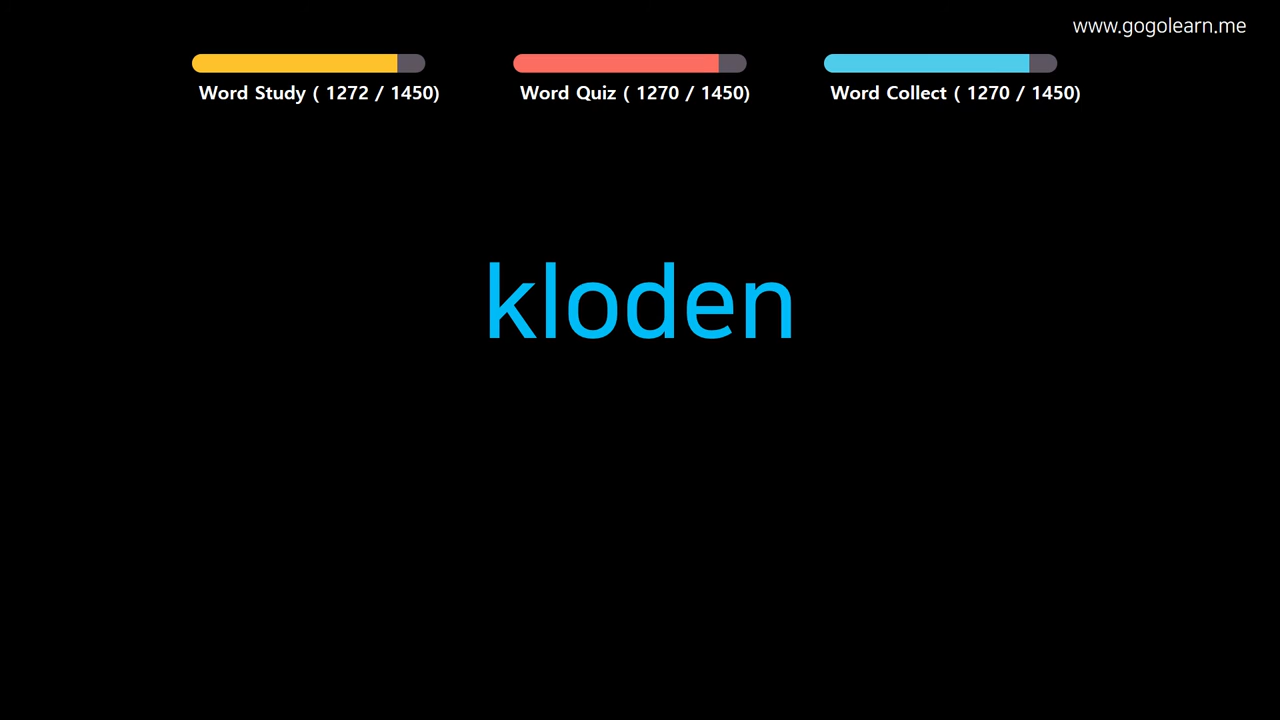 www.gogolearn.me
Word Study ( 1272 / 1450)
Word Quiz ( 1270 / 1450)
Word Collect ( 1270 / 1450)
kloden